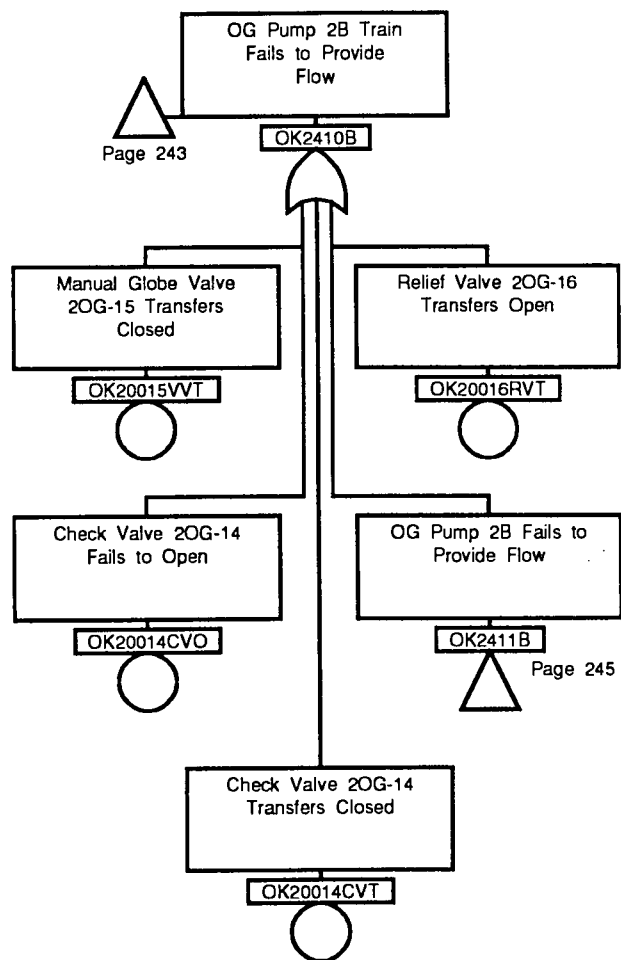 OG Pump 2B Train
Fails to Provide
Flow
Page 243
OK2410B
Manual Globe Valve
2OG-15 Transfers
Closed
OK20015VVT
Relief Valve 2OG-16
Transfers Open
OK20016RVT
Check Valve 2OG-14
Fails to Open
OK20014CVO
OG Pump 2B Fails to
Provide Flow
OK2411B
Page 245
Check Valve 2OG-14
Transfers Closed
OK20014CVT